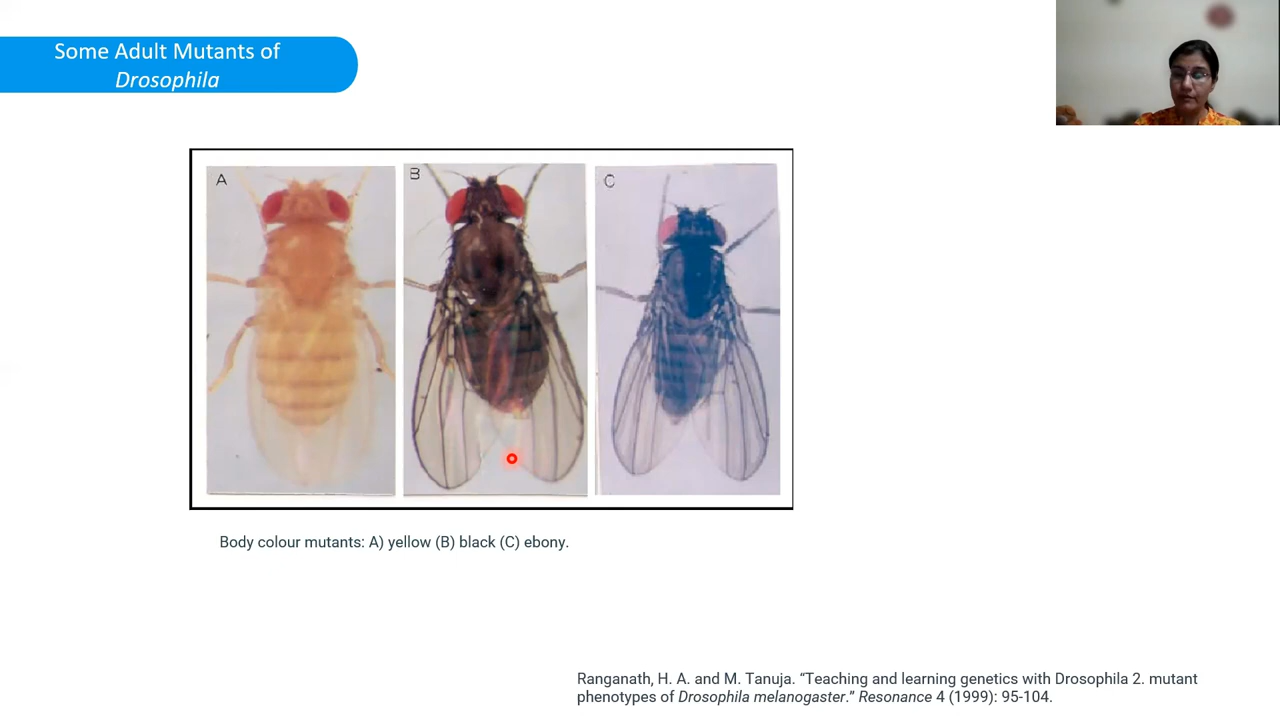 Some Adult Mutants of
Drosophila
A
B
C
Body colour mutants: A) yellow (B) black (C) ebony.
Ranganath, H. A. and M. Tanuja. “Teaching and learning genetics with Drosophila 2. mutant
phenotypes of Drosophila melanogaster.” Resonance 4 (1999): 95-104.